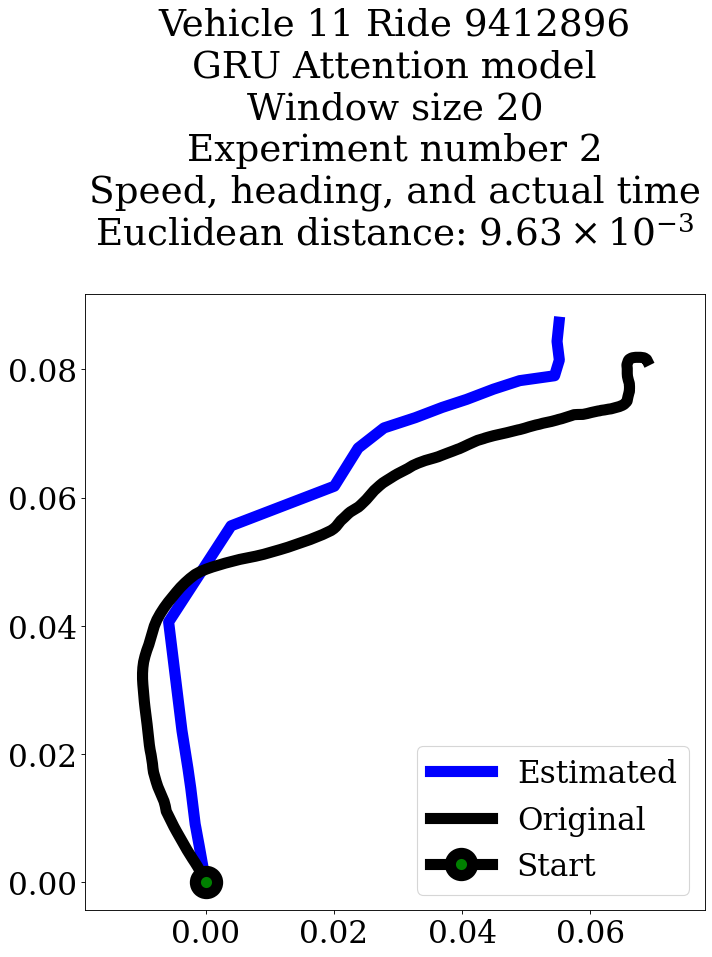 Vehicle 11 Ride 9412896
GRU Attention model
Window size 20
Experiment number 2
Speed, heading, and actual time
Euclidean distance: 9.63 × 10⁻³
0.08
0.06
0.04
0.02
0.00
Estimated
Original
Start
0.00 0.02 0.04 0.06